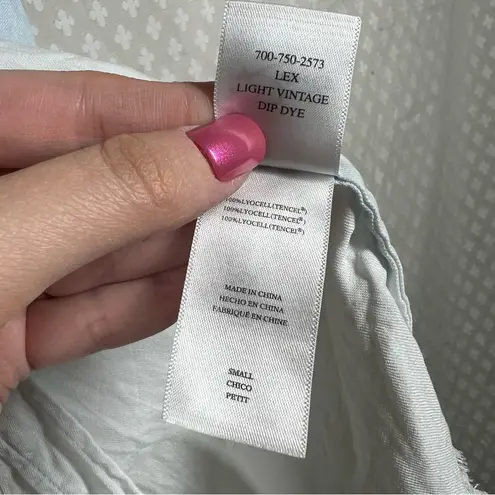 700-750-2573
LEX
LIGHT VINTAGE
DIP DYE
100%LYOCELL(TENCEL®)
100%LYOCELL(TENCEL®)
100%LYOCELL(TENCEL®)
MADE IN CHINA
HECHO EN CHINA
FABRIQUÉ EN CHINE
SMALL
CHICO
PETIT